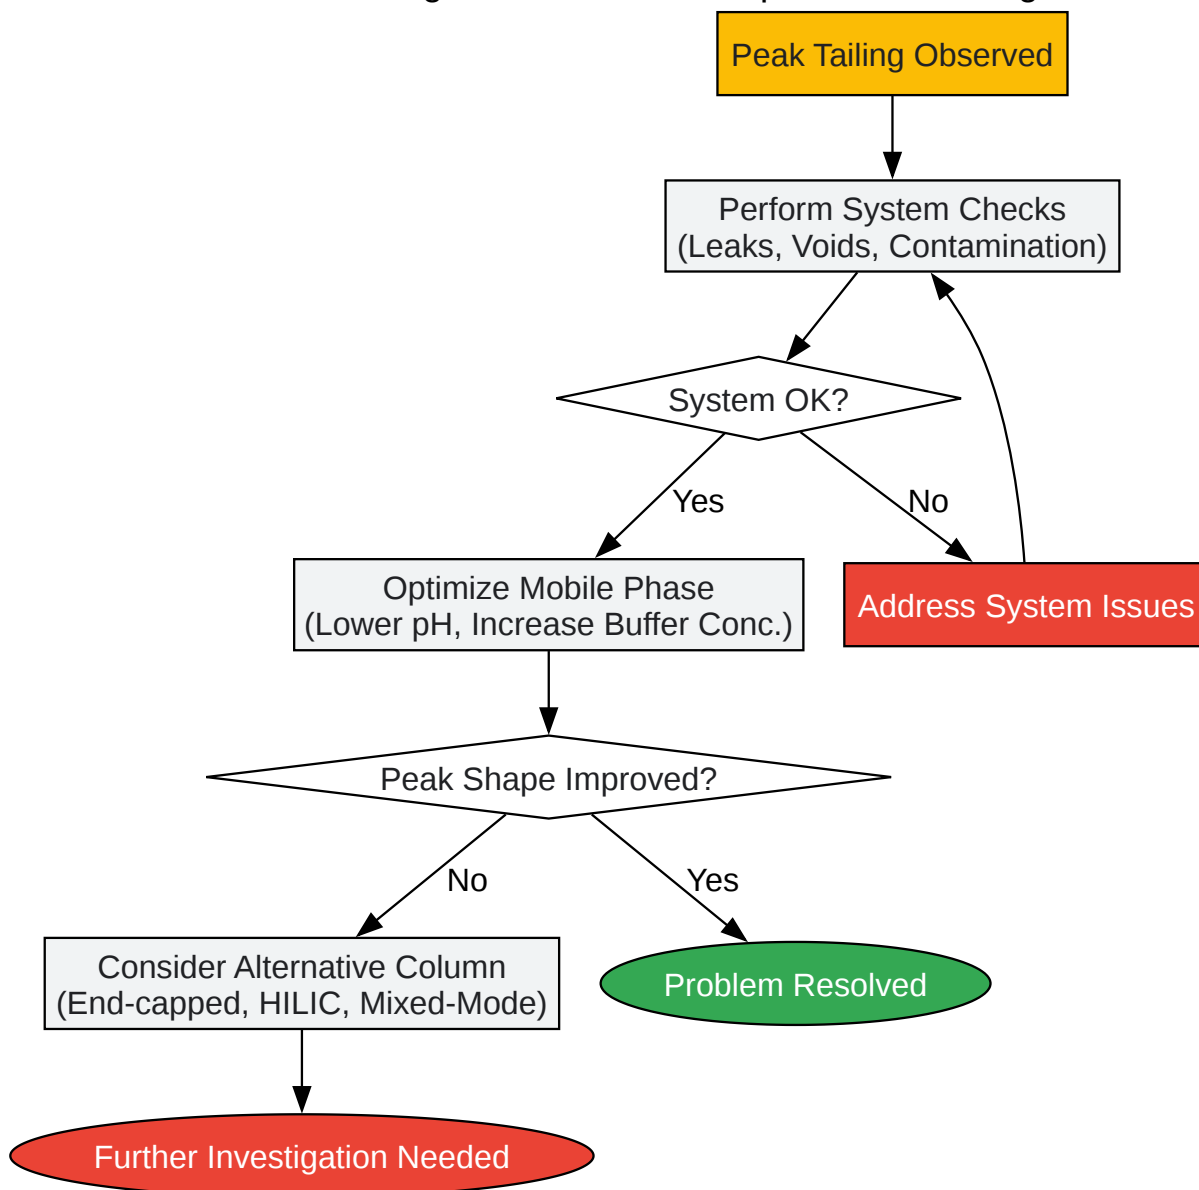 Peak Tailing Observed
Perform System Checks
(Leaks, Voids, Contamination)
System OK?
Yes
No
Optimize Mobile Phase
(Lower pH, Increase Buffer Conc.)
Address System Issues
Peak Shape Improved?
No
Yes
Consider Alternative Column
(End-capped, HILIC, Mixed-Mode)
Problem Resolved
Further Investigation Needed